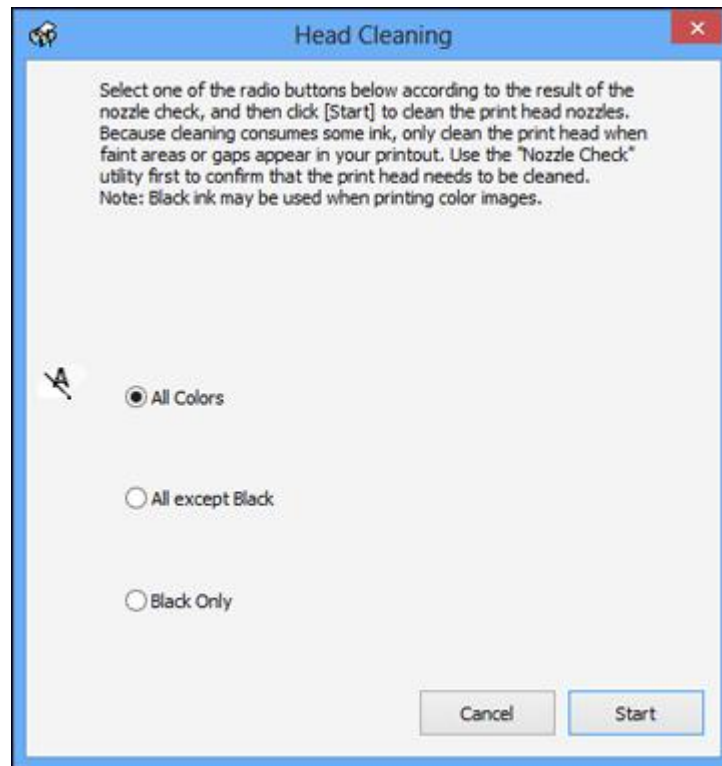 Head Cleaning
Select one of the radio buttons below according to the result of the
nozzle check, and then click [Start] to clean the print head nozzles.
Because cleaning consumes some ink, only clean the print head when
faint areas or gaps appear in your printout. Use the "Nozzle Check"
utility first to confirm that the print head needs to be cleaned.
Note: Black ink may be used when printing color images.
A
All Colors
All except Black
Black Only
Cancel
Start